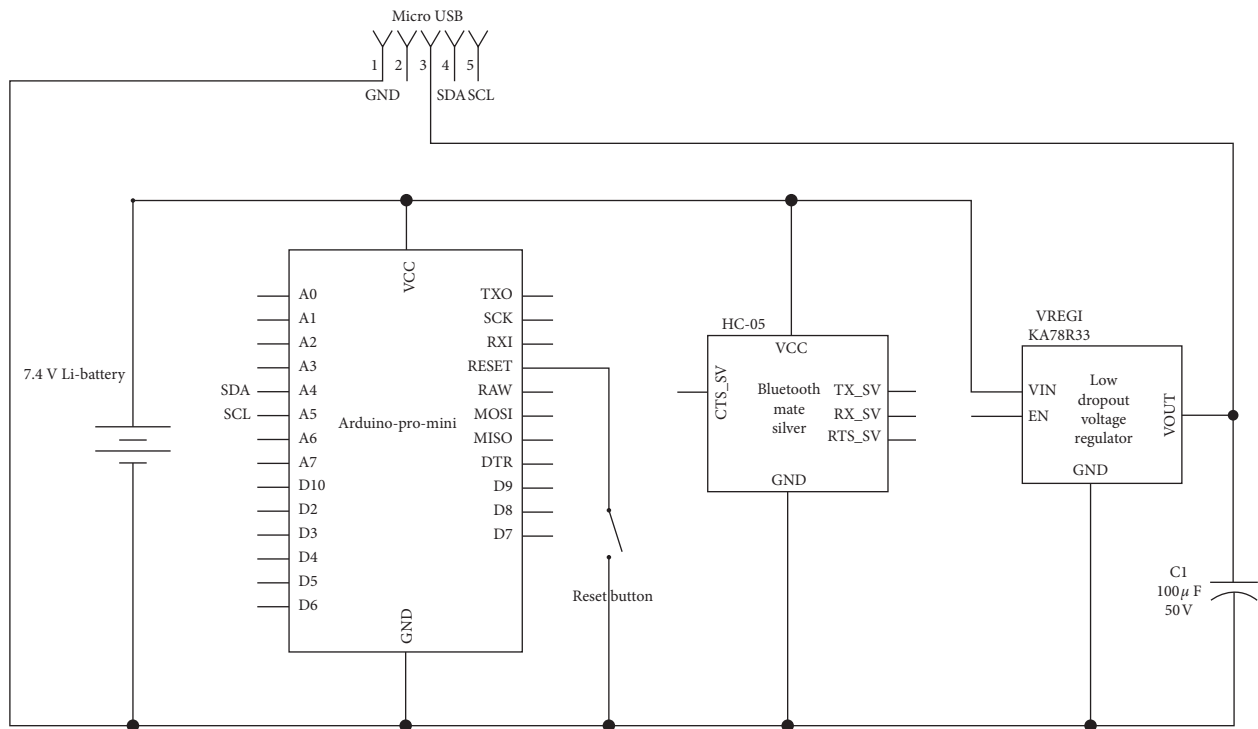 Micro USB
1
2
3
4
5
GND
SDA SCL
7.4 V Li-battery
VCC
A0
A1
A2
A3
SDA
A4
SCL
A5
A6
A7
D10
D2
D3
D4
D5
D6
Arduino-pro-mini
TXO
SCK
RXI
RESET
RAW
MOSI
MISO
DTR
D9
D8
D7
GND
Reset button
HC-05
VCC
CTS_SV
Bluetooth
mate
silver
TX_SV
RX_SV
RTS_SV
GND
VREGI
KA78R33
VIN
EN
Low
dropout
voltage
regulator
VOUT
GND
C1
100 μ F
50 V